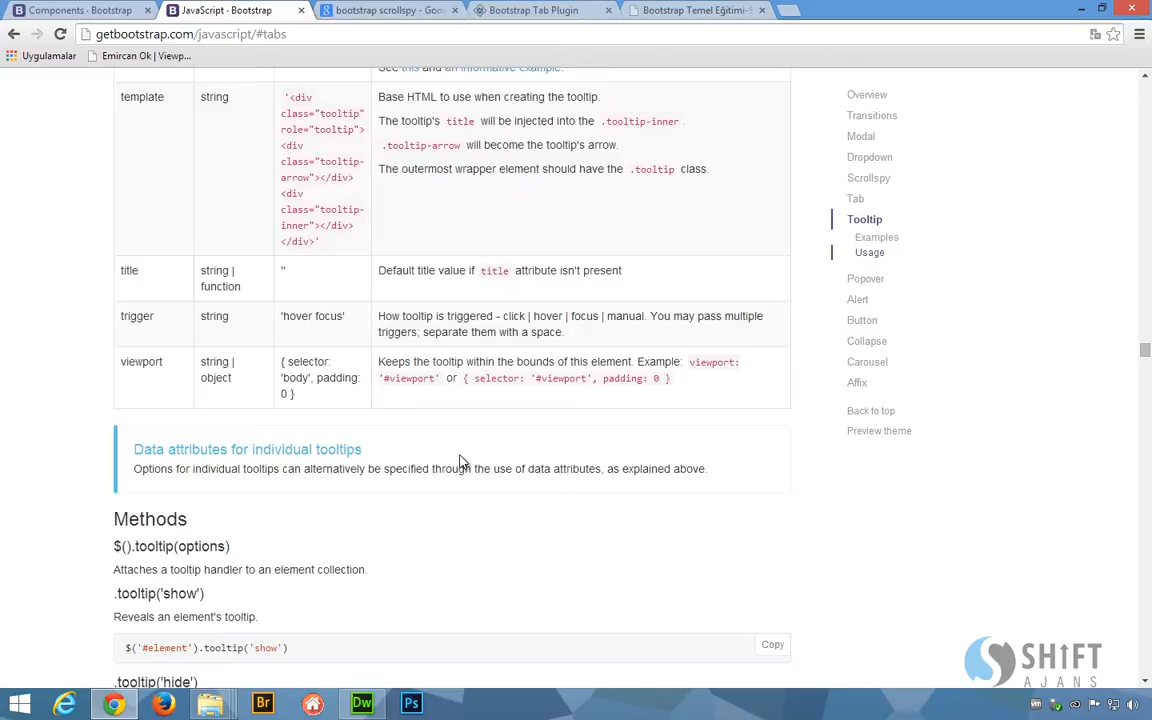 Components · Bootstrap
JavaScript · Bootstrap
bootstrap scrollspy - Goo
Bootstrap Tab Plugin
Bootstrap Temel Eğitimi-S
getbootstrap.com/javascript/#tabs
Uygulamalar
Emircan Ok | Viewp...
See this and an informative example.
template
string
'<div
class="tooltip"
role="tooltip">
<div
class="tooltip-
arrow"></div>
<div
class="tooltip-
inner"></div>
</div>'
Base HTML to use when creating the tooltip.
The tooltip's title will be injected into the .tooltip-inner .
.tooltip-arrow will become the tooltip's arrow.
The outermost wrapper element should have the .tooltip class.
title
string |
function
''
Default title value if title attribute isn't present
trigger
string
'hover focus'
How tooltip is triggered - click | hover | focus | manual. You may pass multiple
triggers; separate them with a space.
viewport
string |
object
{ selector:
'body', padding:
0 }
Keeps the tooltip within the bounds of this element. Example: viewport:
'#viewport' or { selector: '#viewport', padding: 0 }
Data attributes for individual tooltips
Options for individual tooltips can alternatively be specified through the use of data attributes, as explained above.
Methods
$().tooltip(options)
Attaches a tooltip handler to an element collection.
.tooltip('show')
Reveals an element's tooltip.
$('#element').tooltip('show')
Copy
.tooltip('hide')
Overview
Transitions
Modal
Dropdown
Scrollspy
Tab
Tooltip
Examples
Usage
Popover
Alert
Button
Collapse
Carousel
Affix
Back to top
Preview theme
SHIFT
AJANS
Br
Dw
Ps